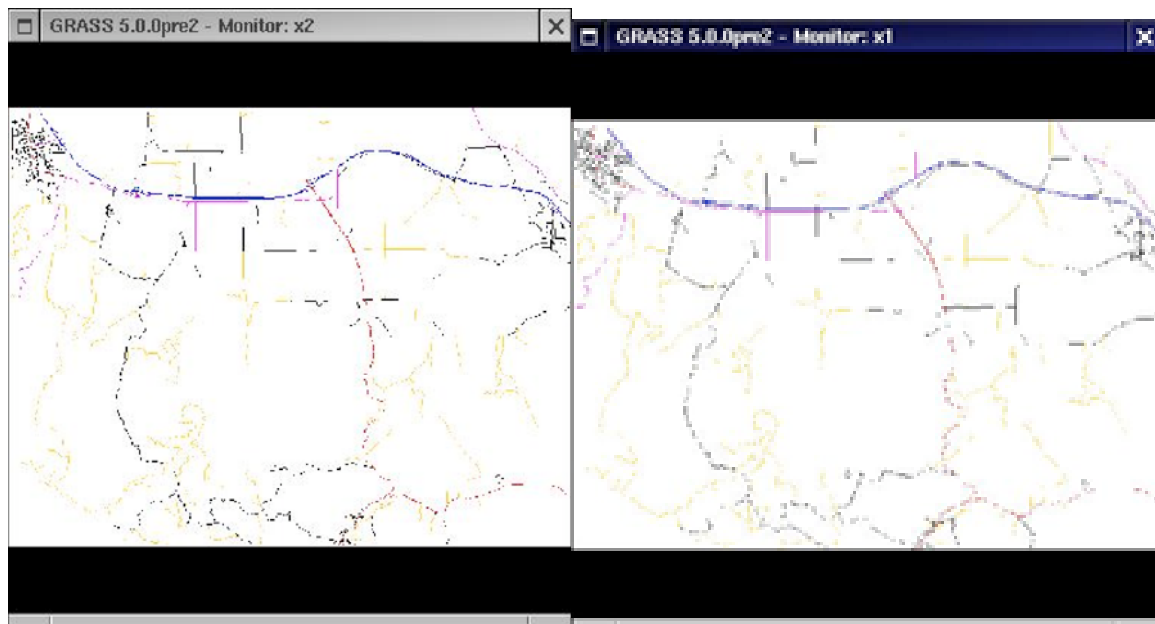 GRASS 5.0.0pre2 - Monitor: x2
GRASS 5.0.0pre2 - Monitor: x1